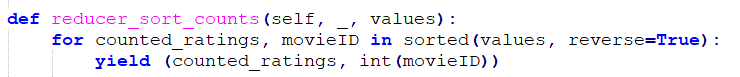 def reducer_sort_counts(self, _, values):
    for counted_ratings, movieID in sorted(values, reverse=True):
        yield (counted_ratings, int(movieID))